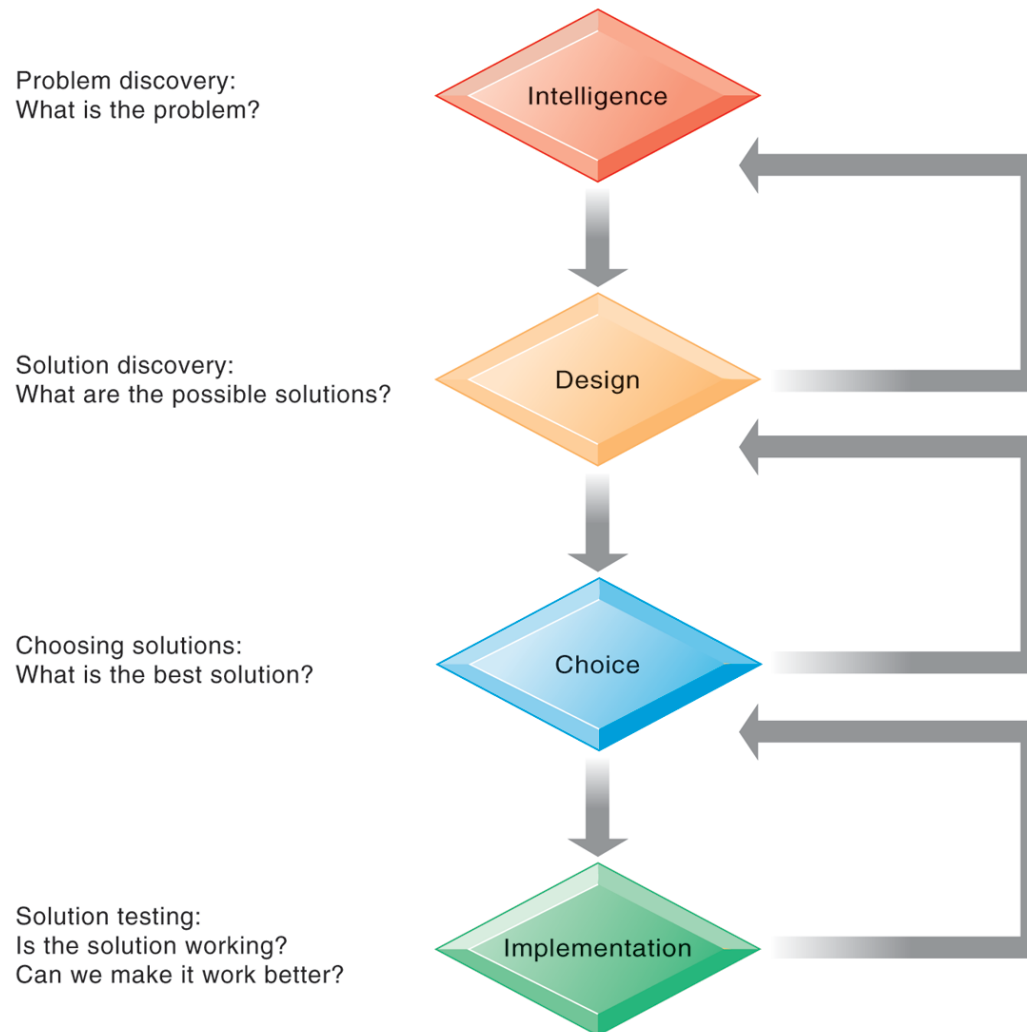 Problem discovery:
What is the problem?
Intelligence
Solution discovery:
What are the possible solutions?
Design
Choosing solutions:
What is the best solution?
Choice
Solution testing:
Is the solution working?
Can we make it work better?
Implementation